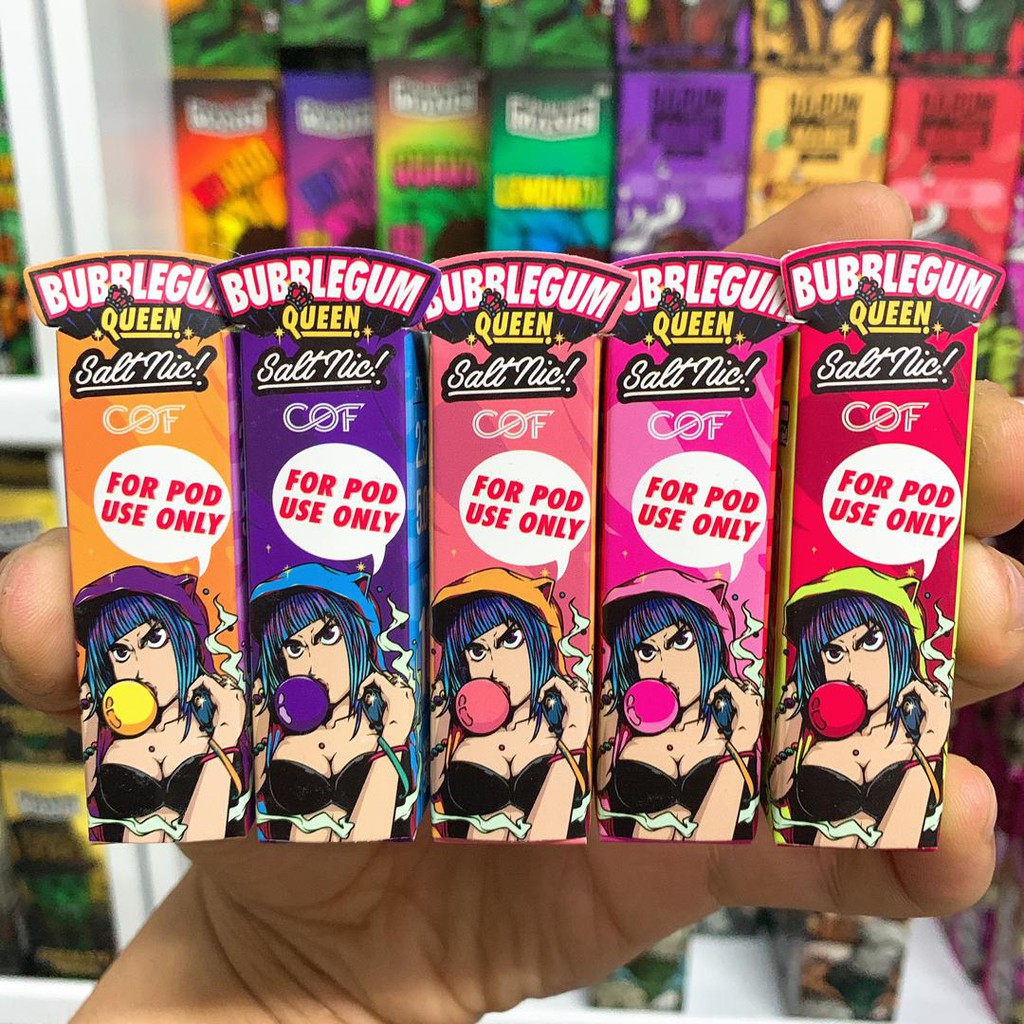 BUBBLEGUM
QUEEN
Salt Nic!
COF
FOR POD
USE ONLY
BUBBLEGUM
QUEEN
Salt Nic!
COF
FOR POD
USE ONLY
BUBBLEGUM
QUEEN
Salt Nic!
COF
FOR POD
USE ONLY
BUBBLEGUM
QUEEN
Salt Nic!
COF
FOR POD
USE ONLY
BUBBLEGUM
QUEEN
Salt Nic!
COF
FOR POD
USE ONLY
LEMONADE